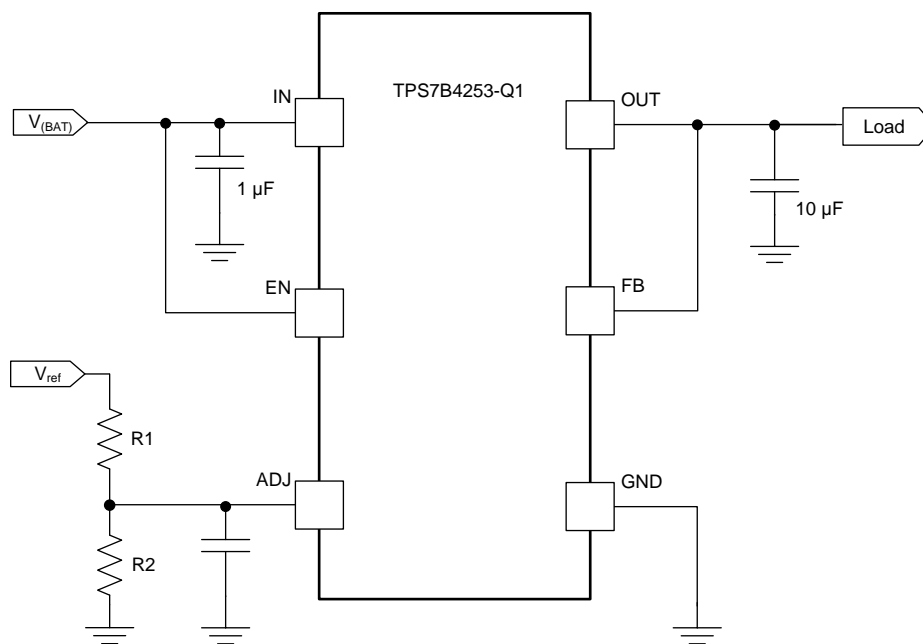 TPS7B4253-Q1
IN
OUT
V(BAT)
Load
1 µF
10 µF
EN
FB
Vref
R1
ADJ
GND
R2